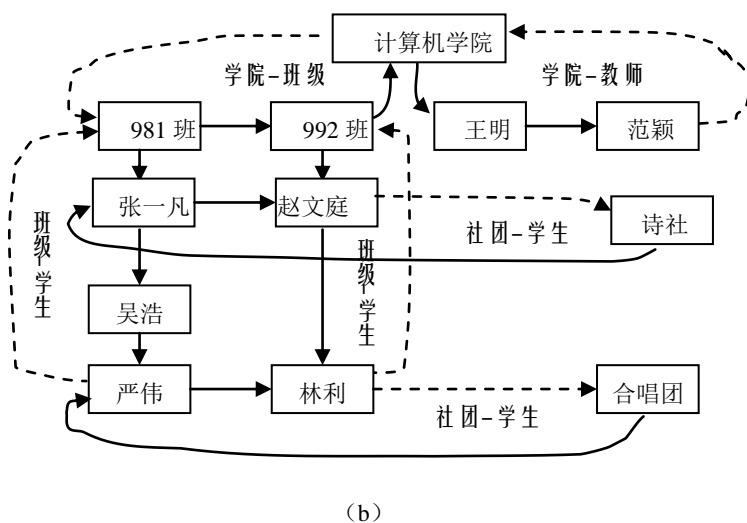 计算机学院
学院-班级
学院-教师
981 班
992 班
王明
范颖
张一凡
赵文庭
诗社
社团-学生
班级-学生
班级-学生
吴浩
严伟
林利
合唱团
社团-学生
（b）